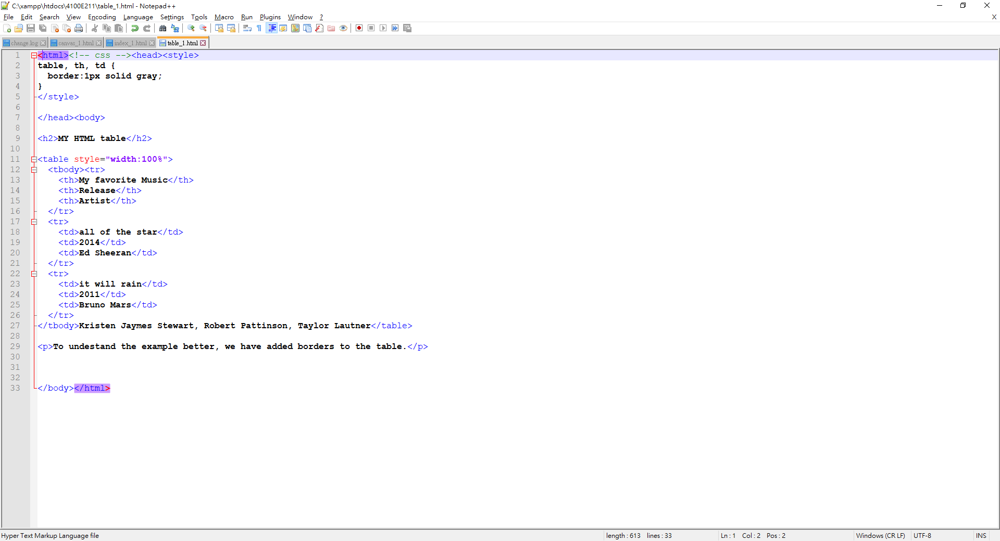 C:\xampp\htdocs\4100E211\table_1.html - Notepad++
File Edit Search View Encoding Language Settings Tools Macro Run Plugins Window ? X
change.log canvas_1.html index_1.html table_1.html
1 <html><!-- css --><head><style>
2 table, th, td {
3 border:1px solid gray;
4 }
5 </style>
6
7 </head><body>
8
9 <h2>MY HTML table</h2>
10
11 <table style="width:100%">
12 <tbody><tr>
13 <th>My favorite Music</th>
14 <th>Release</th>
15 <th>Artist</th>
16 </tr>
17 <tr>
18 <td>all of the star</td>
19 <td>2014</td>
20 <td>Ed Sheeran</td>
21 </tr>
22 <tr>
23 <td>it will rain</td>
24 <td>2011</td>
25 <td>Bruno Mars</td>
26 </tr>
27 </tbody>Kristen Jaymes Stewart, Robert Pattinson, Taylor Lautner</table>
28
29 <p>To undestand the example better, we have added borders to the table.</p>
30
31
32
33 </body></html>
Hyper Text Markup Language file length : 613 lines : 33 Ln : 1 Col : 2 Pos : 2 Windows (CR LF) UTF-8 INS